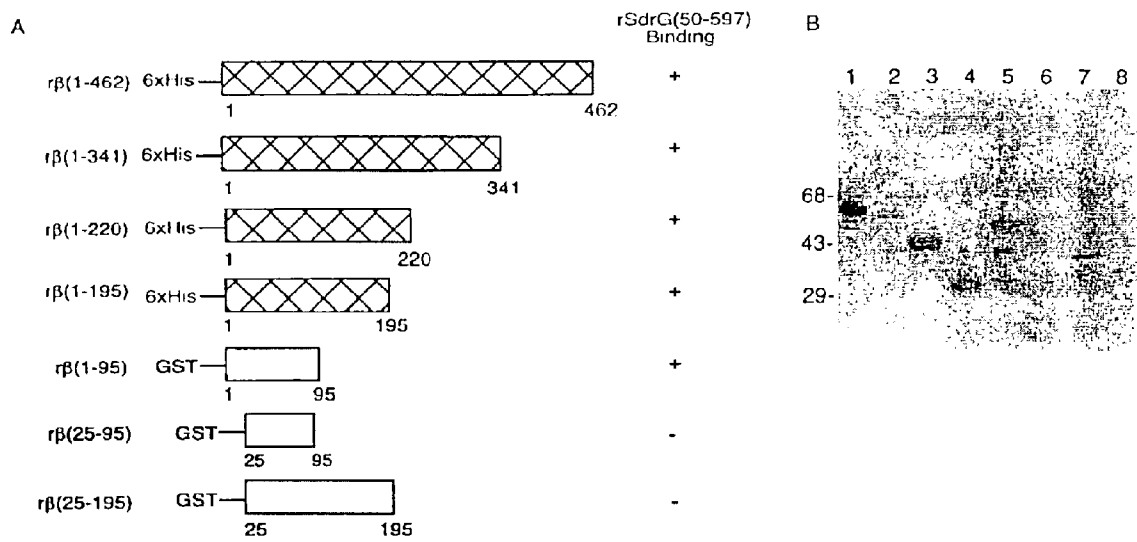 A
rSdrG(50-597)
Binding
rβ(1-462) 6xHis +
1 462
rβ(1-341) 6xHis +
1 341
rβ(1-220) 6xHis +
1 220
rβ(1-195) 6xHis +
1 195
rβ(1-95) GST +
1 95
rβ(25-95) GST -
25 95
rβ(25-195) GST -
25 195
B
1 2 3 4 5 6 7 8
68-
43-
29-